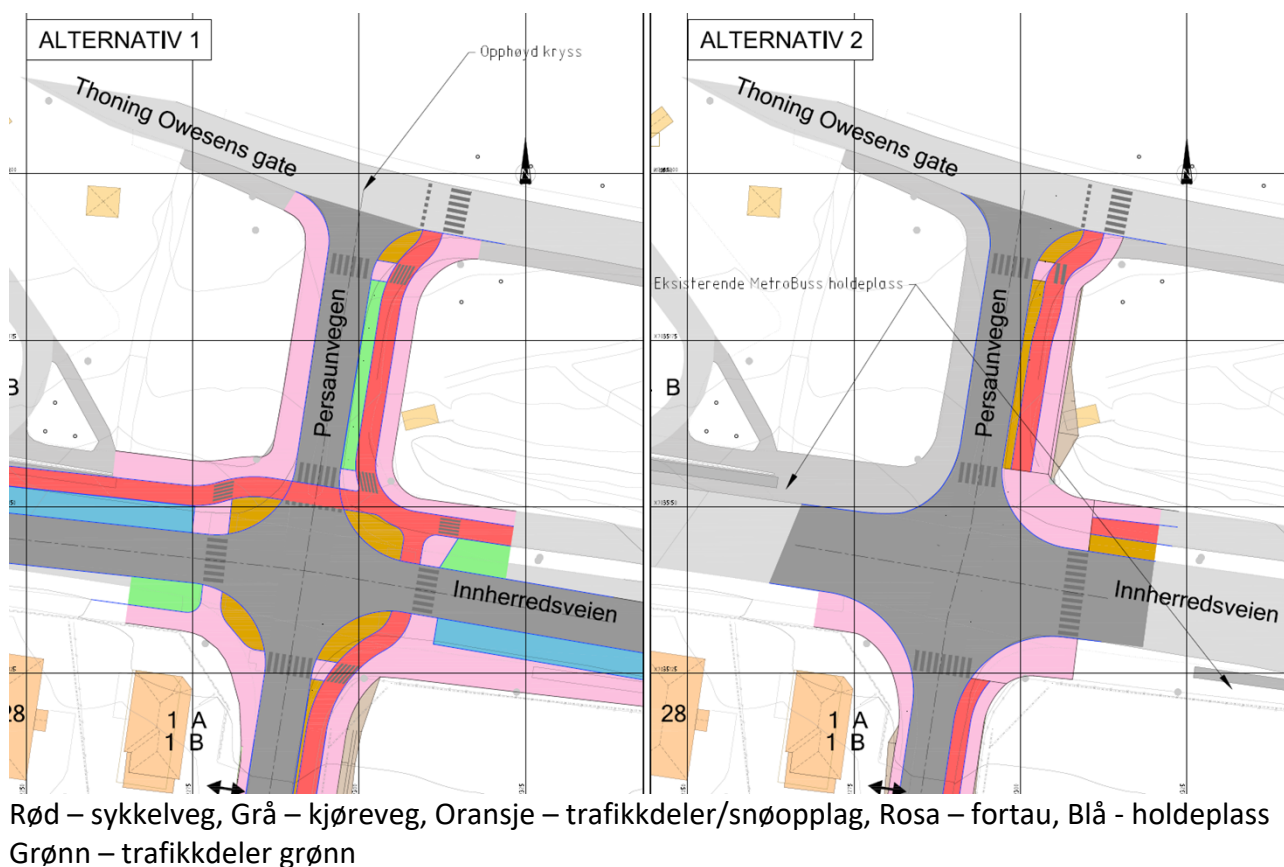 ALTERNATIV 1
Opphøyd kryss
Thoning Owesens gate
Persaunvegen
B
Innherredsveien
28
1 A
1 B
ALTERNATIV 2
Thoning Owesens gate
Eksisterende MetroBuss holdeplass
Persaunvegen
B
Innherredsveien
28
1 A
1 B
Rød – sykkelveg, Grå – kjøreveg, Oransje – trafikkdeler/snøopplag, Rosa – fortau, Blå - holdeplass
Grønn – trafikkdeler grønn